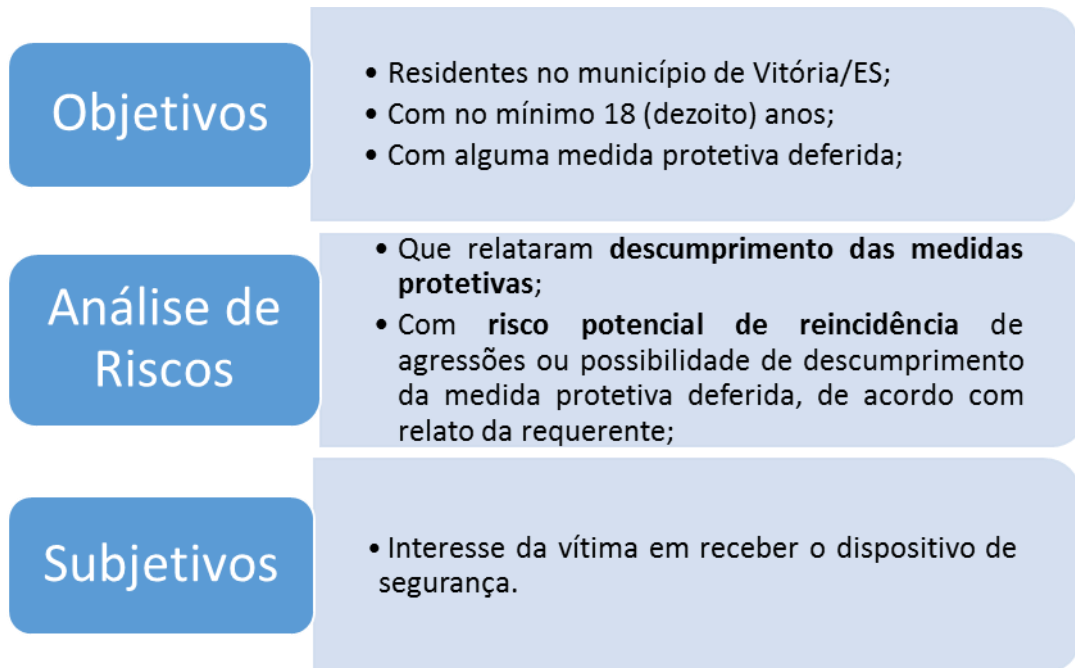 Objetivos
• Residentes no município de Vitória/ES;
• Com no mínimo 18 (dezoito) anos;
• Com alguma medida protetiva deferida;
Análise de
Riscos
• Que relataram descumprimento das medidas
protetivas;
• Com risco potencial de reincidência de
agressões ou possibilidade de descumprimento
da medida protetiva deferida, de acordo com
relato da requerente;
Subjetivos
• Interesse da vítima em receber o dispositivo de
segurança.